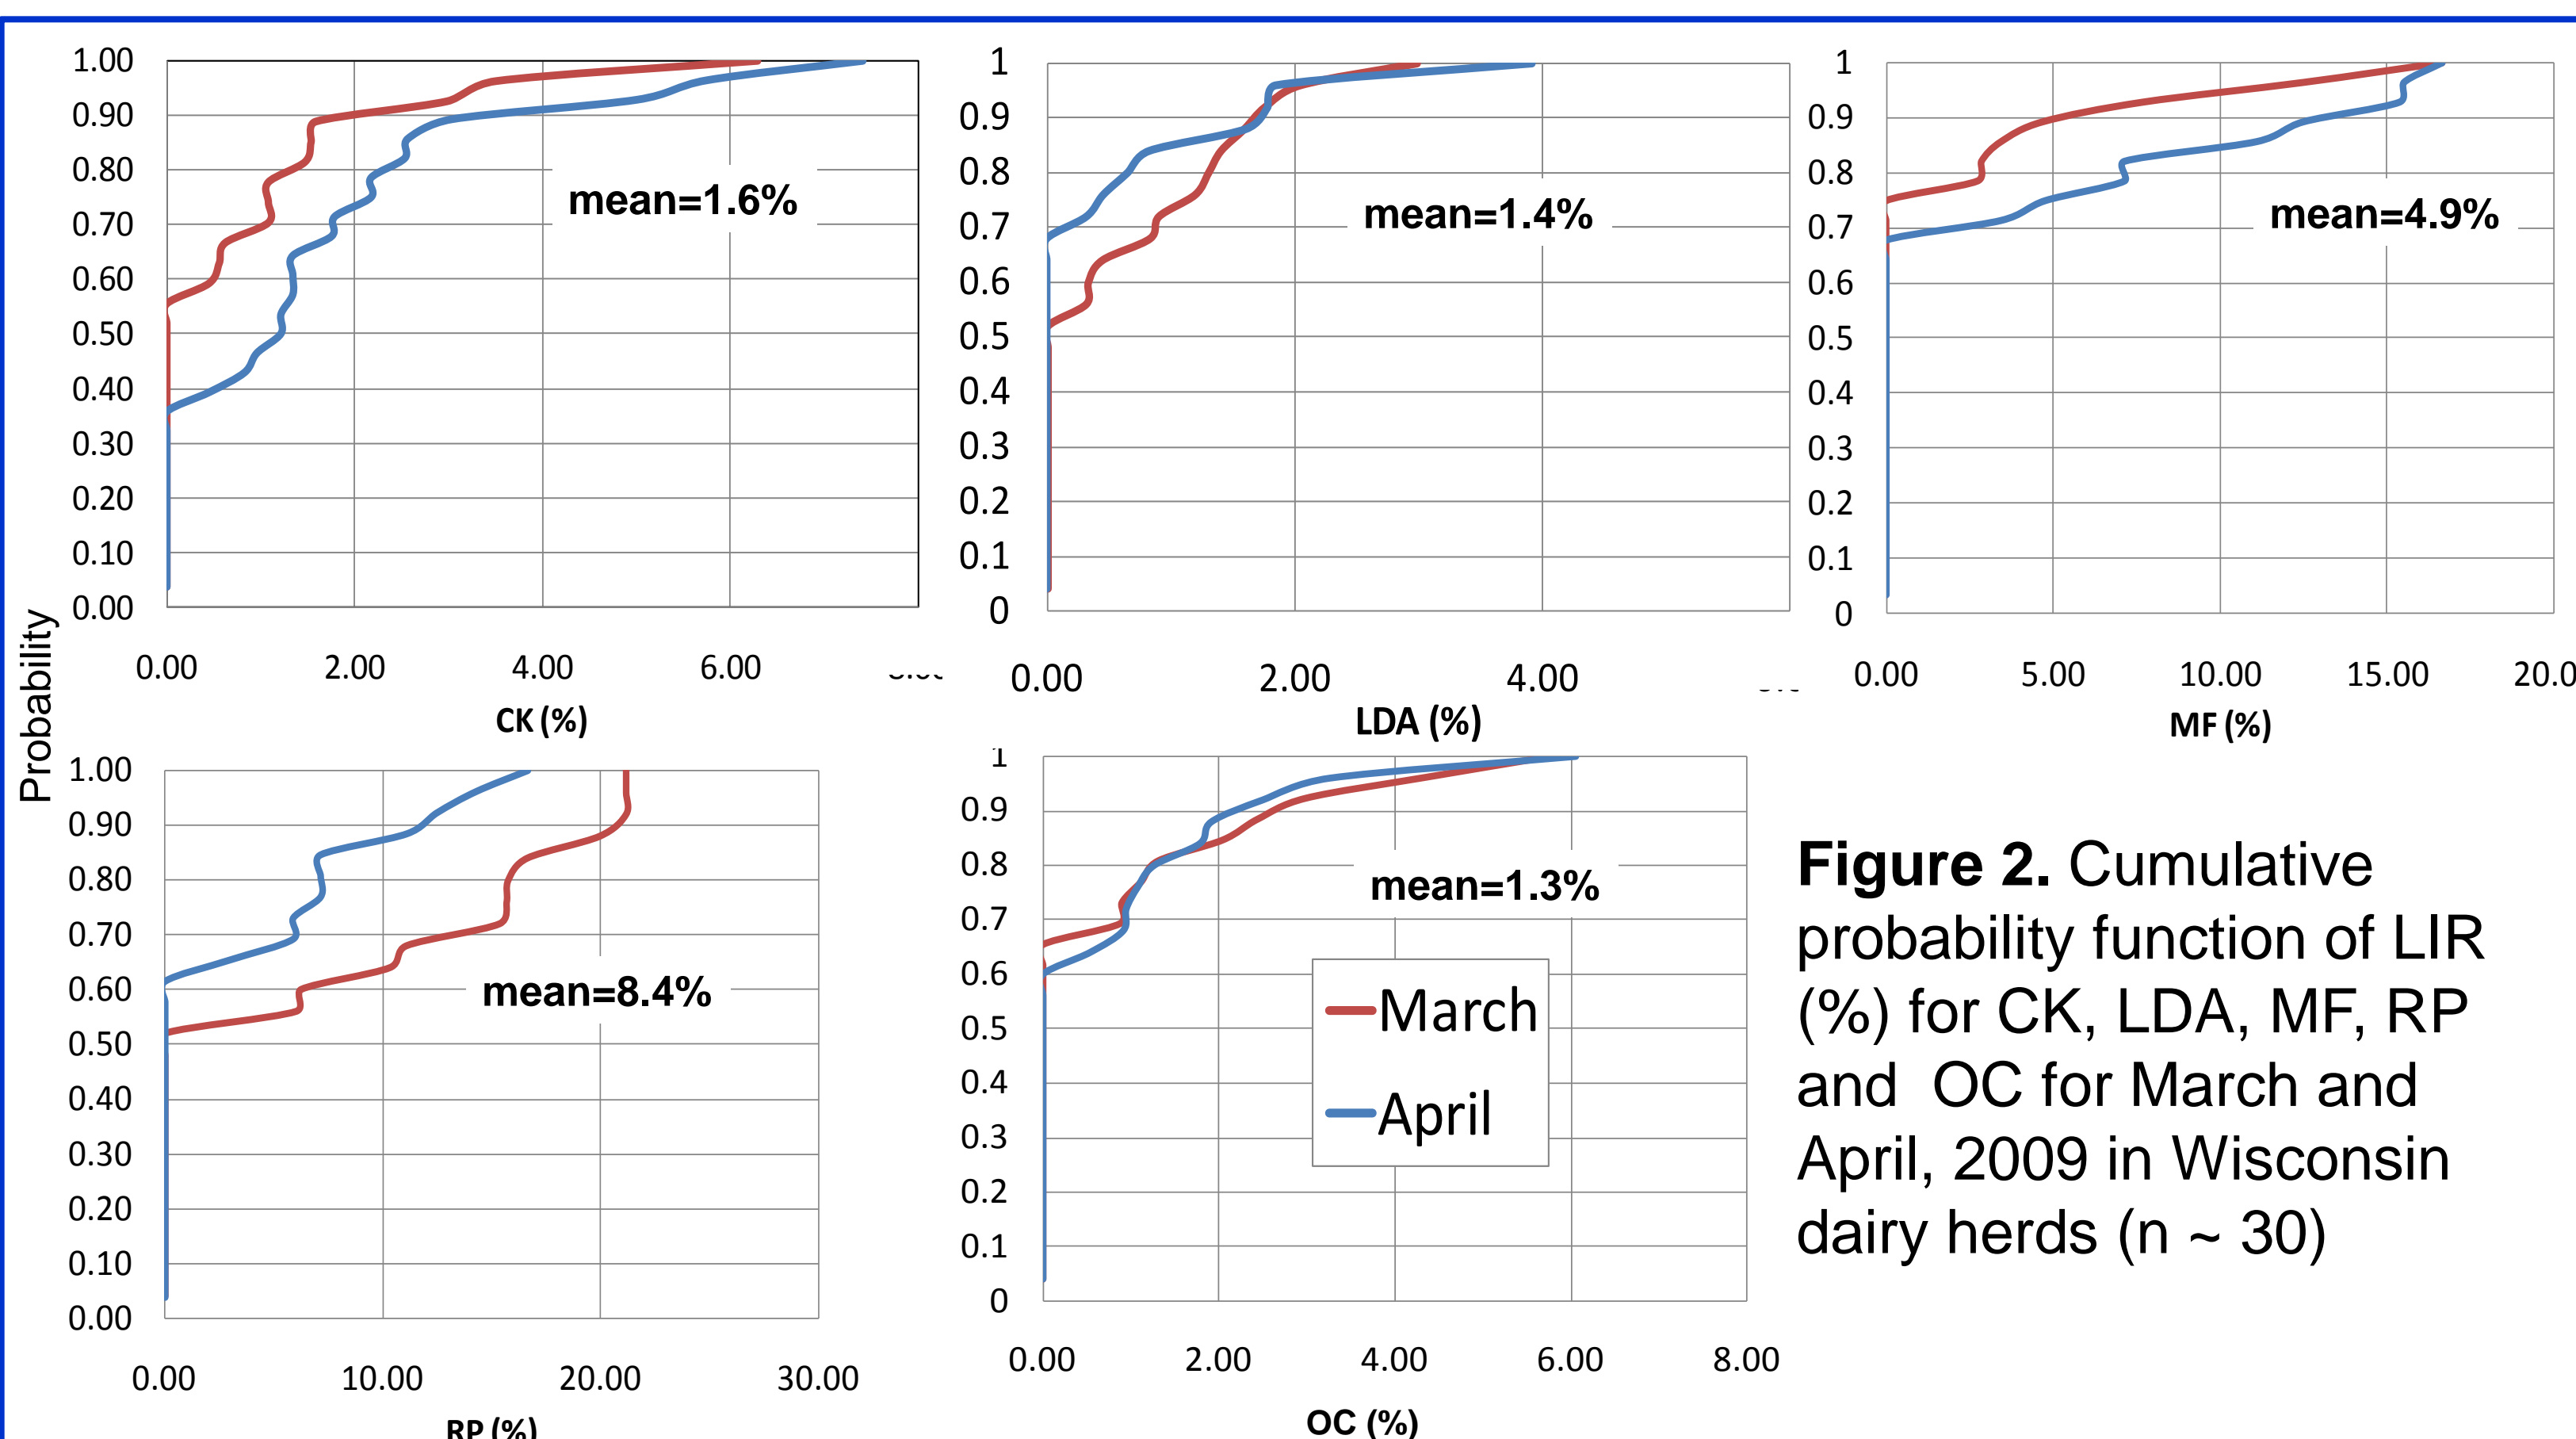 1.00
0.90
0.80
0.70
0.60
0.50
0.40
0.30
0.20
0.10
0.00
mean=1.6%
0.00 2.00 4.00 6.00
CK (%)
1
0.9
0.8
0.7
0.6
0.5
0.4
0.3
0.2
0.1
0
mean=1.4%
0.00 2.00 4.00
LDA (%)
1
0.9
0.8
0.7
0.6
0.5
0.4
0.3
0.2
0.1
0
mean=4.9%
0.00 5.00 10.00 15.00 20.0
MF (%)
Probability
1.00
0.90
0.80
0.70
0.60
0.50
0.40
0.30
0.20
0.10
0.00
mean=8.4%
0.00 10.00 20.00 30.00
RP (%)
1
0.9
0.8
0.7
0.6
0.5
0.4
0.3
0.2
0.1
0
mean=1.3%
March
April
0.00 2.00 4.00 6.00 8.00
OC (%)
Figure 2. Cumulative
probability function of LIR
(%) for CK, LDA, MF, RP
and OC for March and
April, 2009 in Wisconsin
dairy herds (n ~ 30)